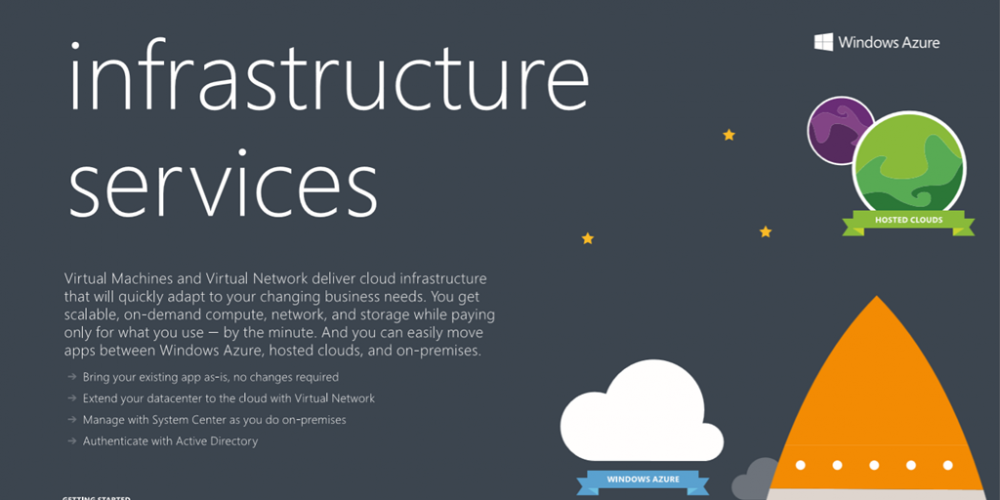 infrastructure
services
Windows Azure
HOSTED CLOUDS
Virtual Machines and Virtual Network deliver cloud infrastructure
that will quickly adapt to your changing business needs. You get
scalable, on-demand compute, network, and storage while paying
only for what you use — by the minute. And you can easily move
apps between Windows Azure, hosted clouds, and on-premises.
→ Bring your existing app as-is, no changes required
→ Extend your datacenter to the cloud with Virtual Network
→ Manage with System Center as you do on-premises
→ Authenticate with Active Directory
WINDOWS AZURE
GETTING STARTED